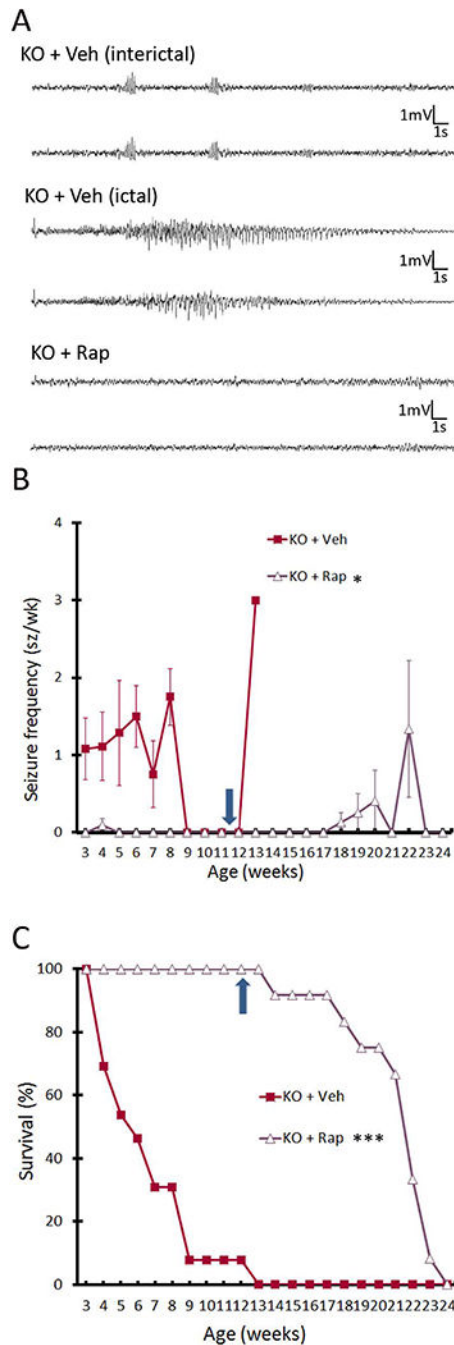 A
KO + Veh (interictal)
1mV
1s
KO + Veh (ictal)
1mV
1s
KO + Rap
1mV
1s
B
4
3
2
1
0
Seizure frequency (sz/wk)
KO + Veh
KO + Rap *
3 4 5 6 7 8 9 10 11 12 13 14 15 16 17 18 19 20 21 22 23 24
Age (weeks)
C
100
80
60
40
20
0
Survival (%)
KO + Veh
KO + Rap ***
3 4 5 6 7 8 9 10 11 12 13 14 15 16 17 18 19 20 21 22 23 24
Age (weeks)